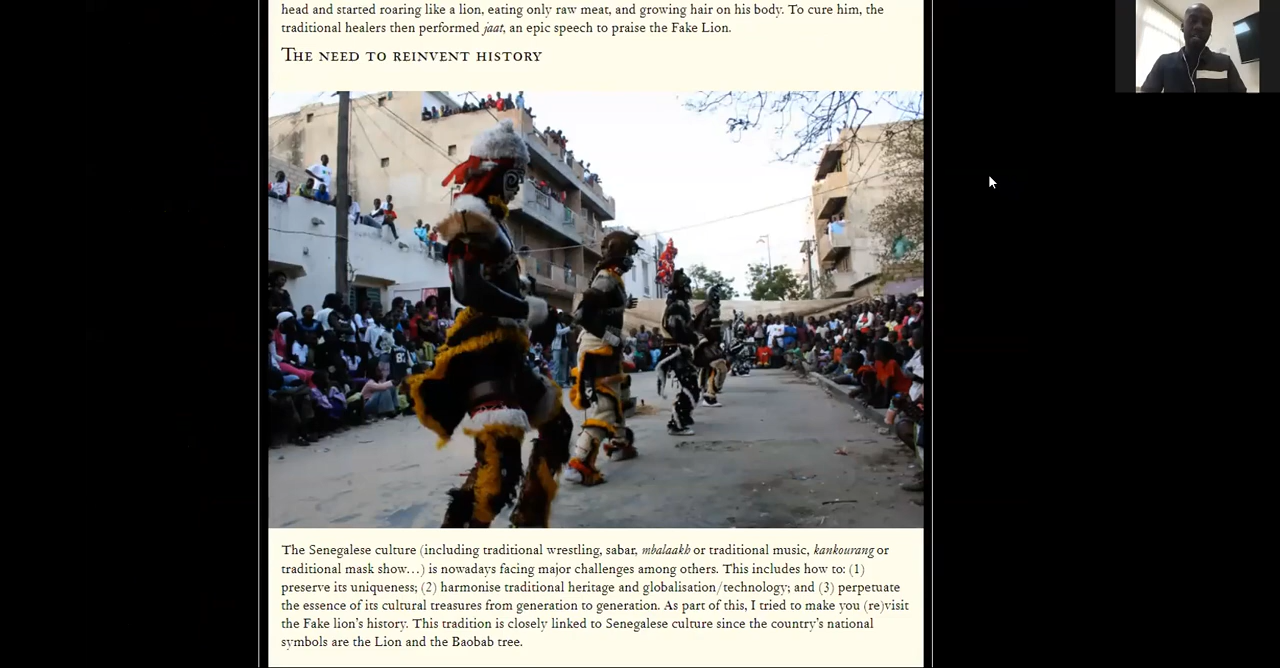 head and started roaring like a lion, eating only raw meat, and growing hair on his body. To cure him, the
traditional healers then performed jaat, an epic speech to praise the Fake Lion.
The need to reinvent history
The Senegalese culture (including traditional wrestling, sabar, mbalaakh or traditional music, kankourang or
traditional mask show…) is nowadays facing major challenges among others. This includes how to: (1)
preserve its uniqueness; (2) harmonise traditional heritage and globalisation/technology; and (3) perpetuate
the essence of its cultural treasures from generation to generation. As part of this, I tried to make you (re)visit
the Fake lion's history. This tradition is closely linked to Senegalese culture since the country's national
symbols are the Lion and the Baobab tree.